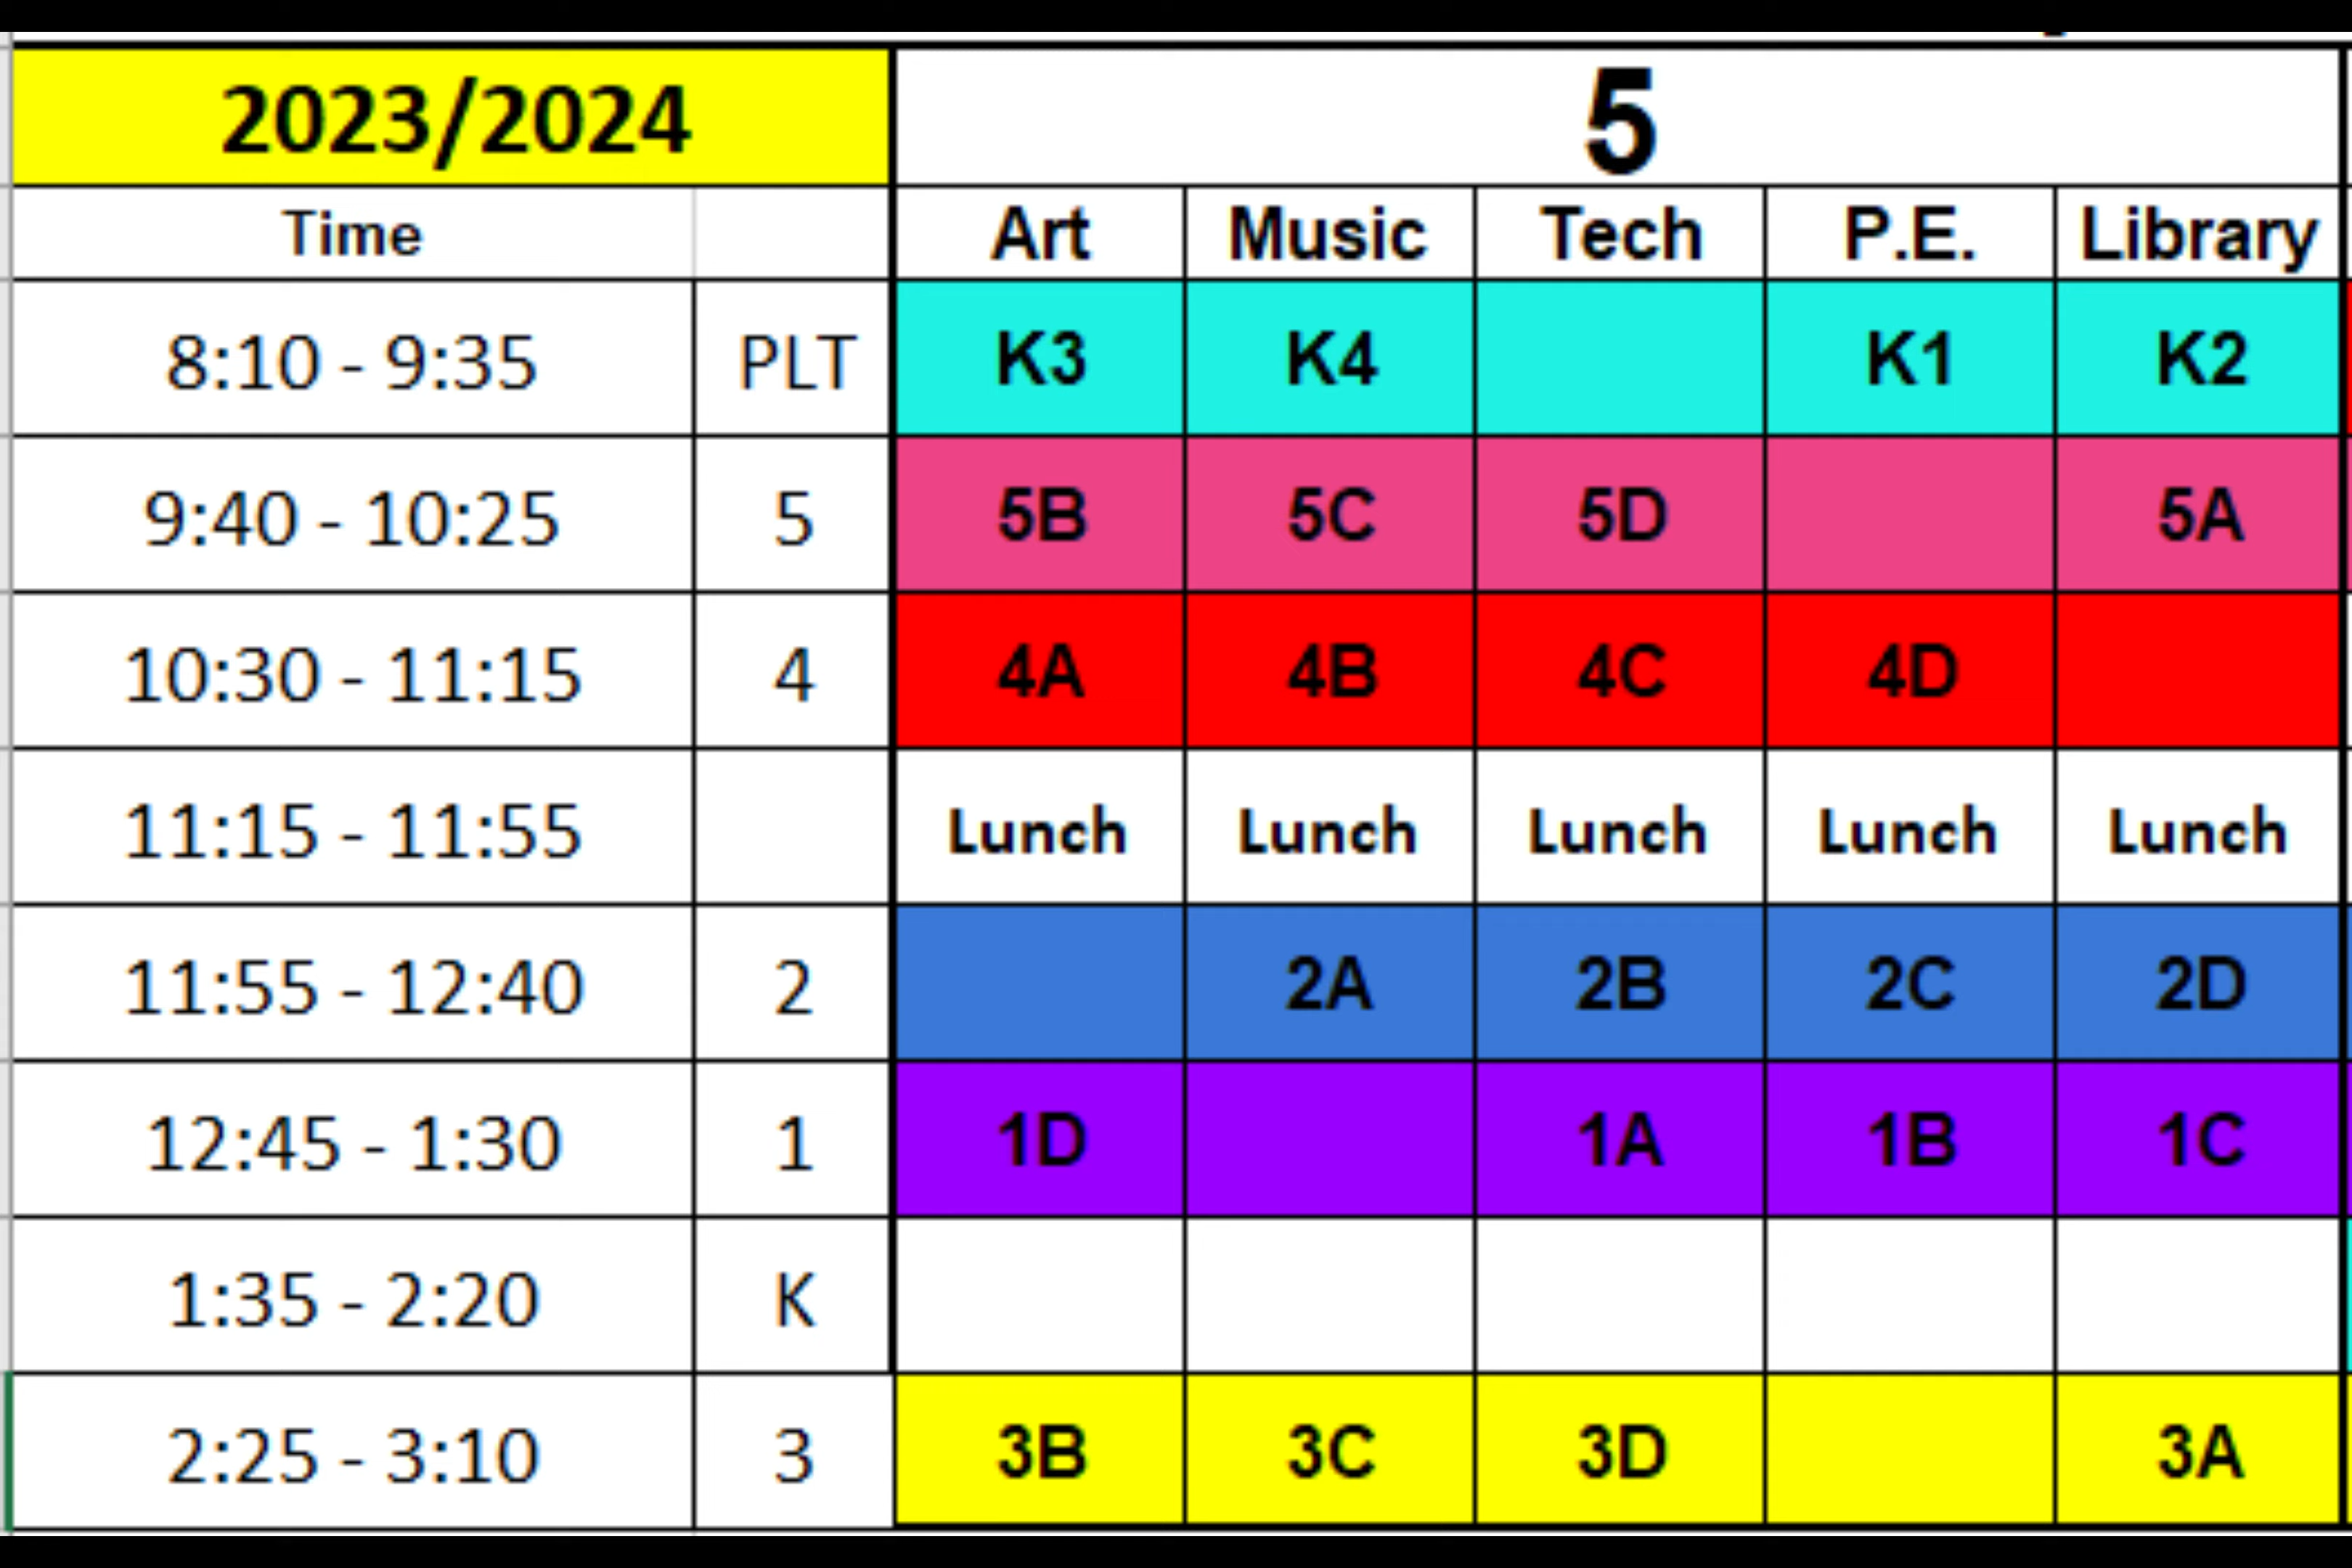 2023/2024 5
Time Art Music Tech P.E. Library
8:10 - 9:35 PLT K3 K4 K1 K2
9:40 - 10:25 5 5B 5C 5D 5A
10:30 - 11:15 4 4A 4B 4C 4D
11:15 - 11:55 Lunch Lunch Lunch Lunch Lunch
11:55 - 12:40 2 2A 2B 2C 2D
12:45 - 1:30 1 1D 1A 1B 1C
1:35 - 2:20 K
2:25 - 3:10 3 3B 3C 3D 3A